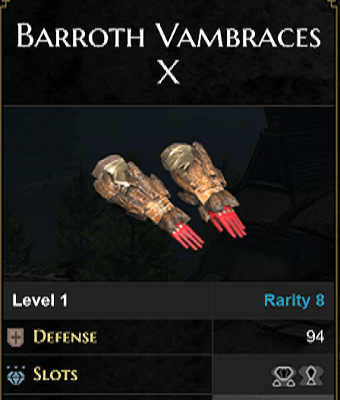 Barroth Vambraces
X
Level 1 Rarity 8
Defense 94
Slots